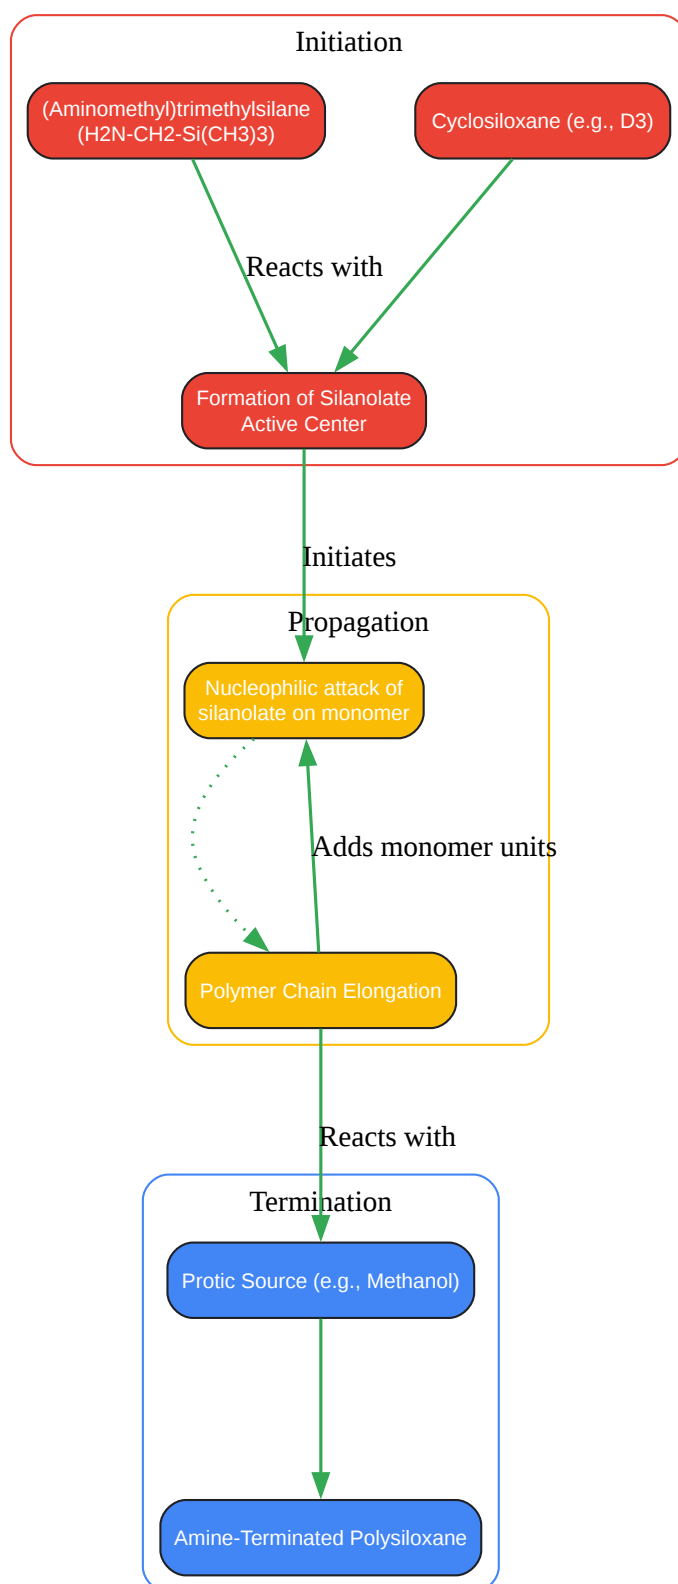 Initiation
(Aminomethyl)trimethylsilane
(H2N-CH2-Si(CH3)3)
Cyclosiloxane (e.g., D3)
Reacts with
Formation of Silanolate
Active Center
Initiates
Propagation
Nucleophilic attack of
silanolate on monomer
Adds monomer units
Polymer Chain Elongation
Reacts with
Termination
Protic Source (e.g., Methanol)
Amine-Terminated Polysiloxane